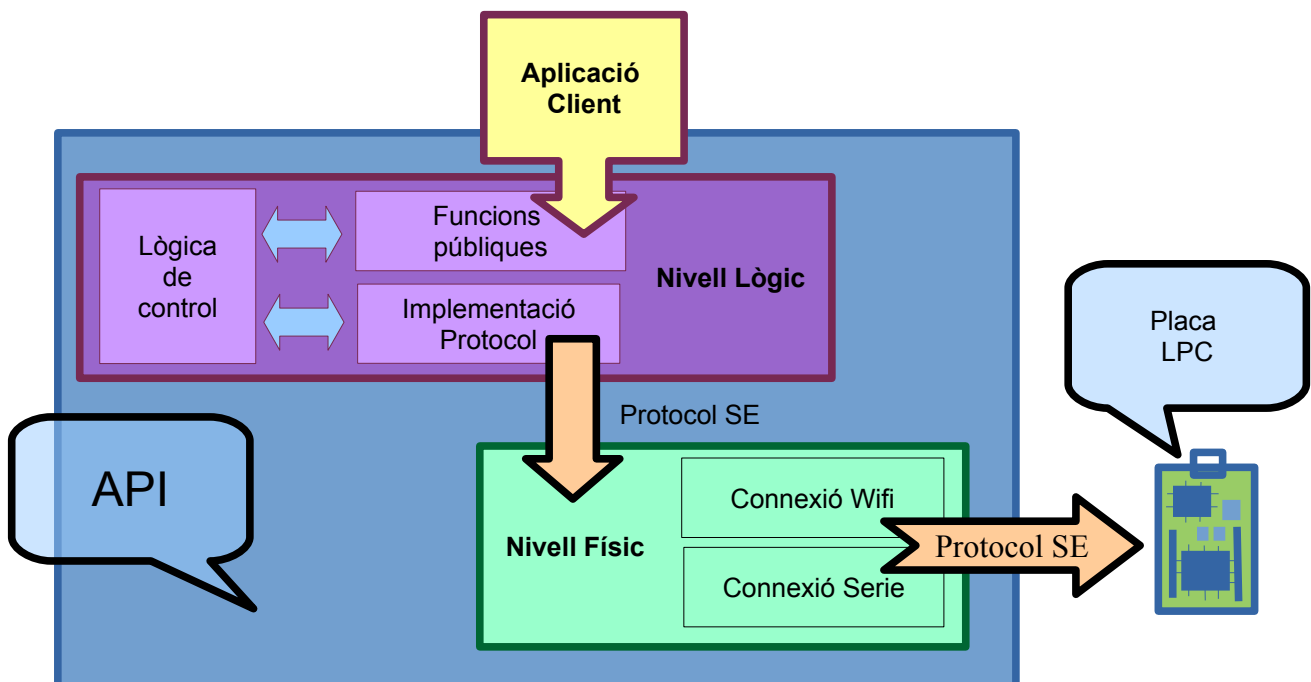 Aplicació
Client
Lògica
de
control
Funcions
públiques
Implementació
Protocol
Nivell Lògic
Placa
LPC
Protocol SE
API
Nivell Físic
Connexió Wifi
Connexió Serie
Protocol SE